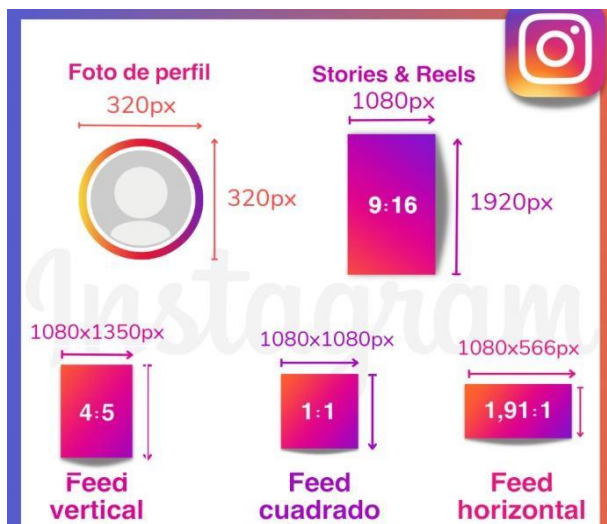 Foto de perfil
320px
320px
Stories & Reels
1080px
9:16
1920px
Instagram
1080x1350px
4:5
Feed
vertical
1080x1080px
1:1
Feed
cuadrado
1080x566px
1,91:1
Feed
horizontal